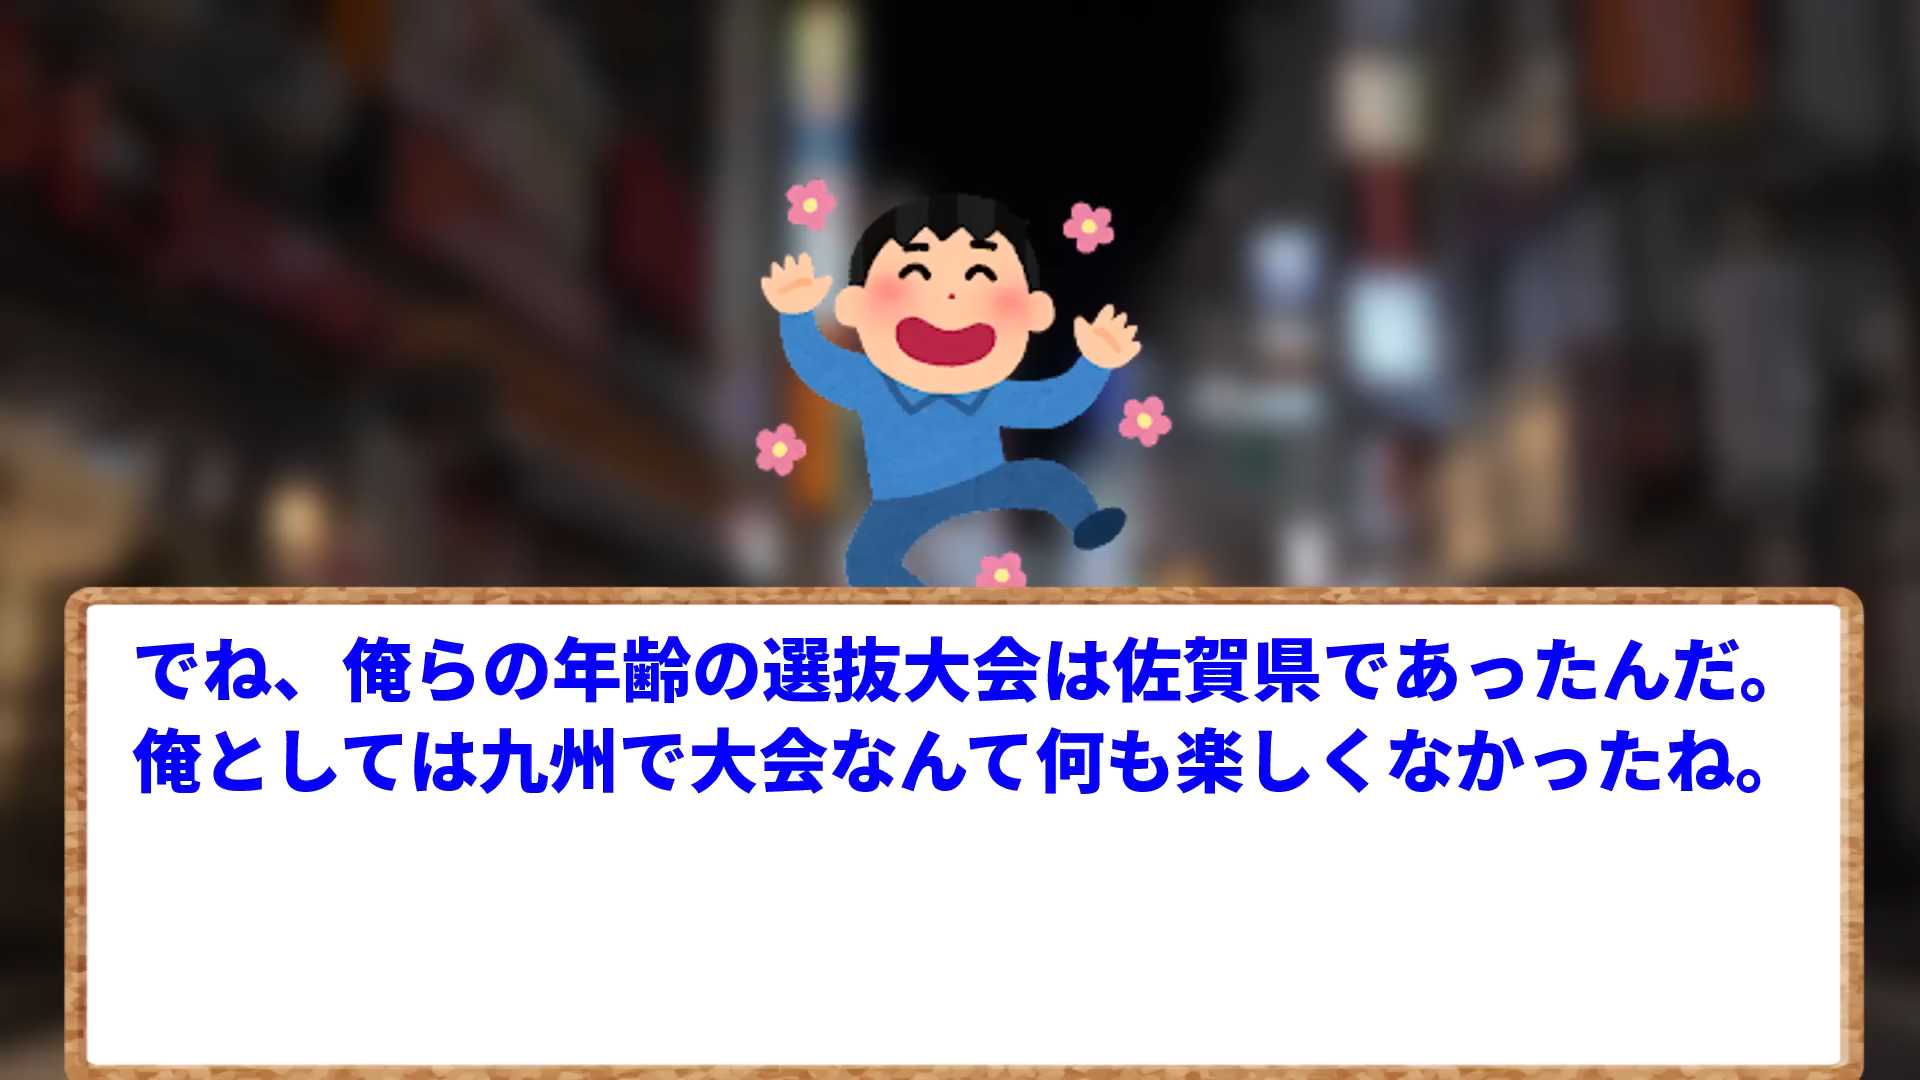 でね、俺らの年齢の選抜大会は佐賀県であったんだ。
俺としては九州で大会なんて何も楽しくなかったね。